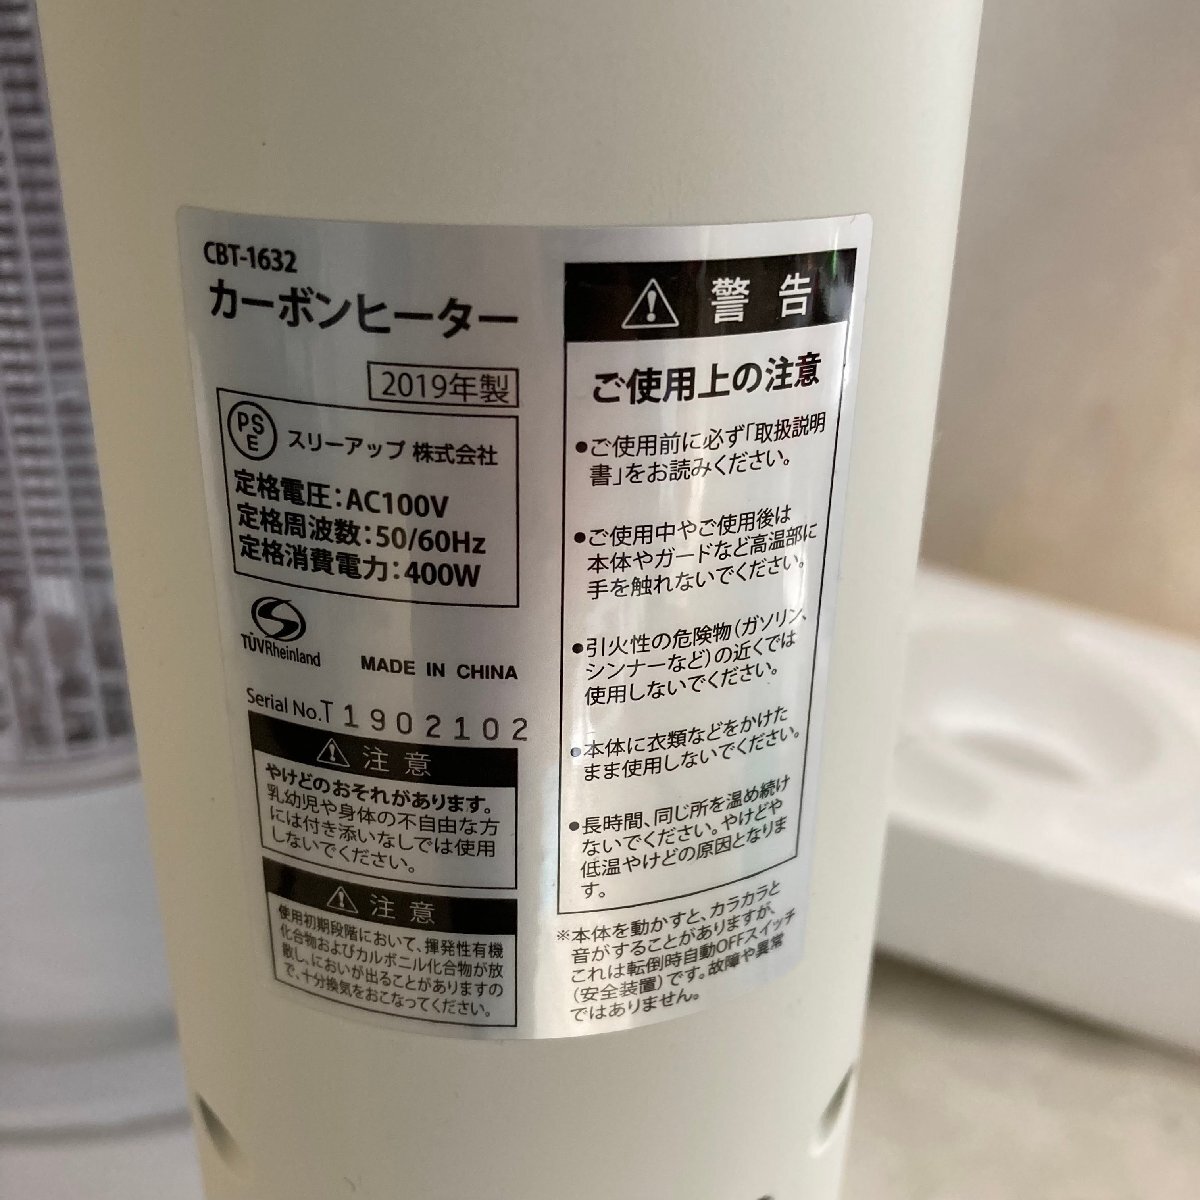 CBT-1632
カーボンヒーター
2019年製
PS
E
スリーアップ 株式会社
定格電圧:AC100V
定格周波数:50/60Hz
定格消費電力:400W
TÜVRheinland
MADE IN CHINA
Serial No.T 1902102
注意
やけどのおそれがあります。
乳幼児や身体の不自由な方
には付き添いなしでは使用
しないでください。
注意
使用初期段階において、揮発性有機
化合物およびカルボニル化合物が放
散し、においが出ることがありますの
で、十分換気をおこなってください。
警告
ご使用上の注意
●ご使用前に必ず「取扱説明
書」をお読みください。
●ご使用中やご使用後は
本体やガードなど高温部に
手を触れないでください。
●引火性の危険物(ガソリン、
シンナーなど)の近くでは
使用しないでください。
●本体に衣類などをかけた
まま使用しないでください。
●長時間、同じ所を温め続け
ないでください。やけどや
低温やけどの原因となりま
す。
※本体を動かすと、カラカラと
音がすることがありますが、
これは転倒時自動OFFスイッチ
(安全装置)です。故障や異常
ではありません。